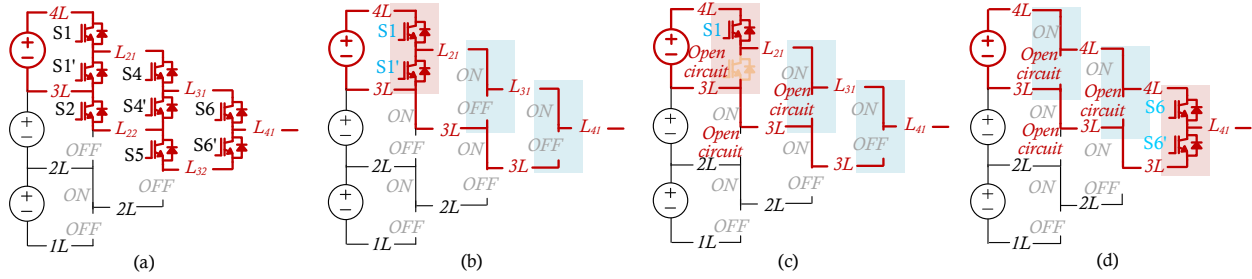 4L
S1
L21
S1'
S4
3L
L31
S2
S4'
S6
L22
L41
OFF
S5
S6'
2L
L32
ON
OFF
2L
OFF
1L
(a)
4L
S1
L21
S1'
ON
3L
L31
ON
OFF
ON
3L
L41
OFF
ON
OFF
2L
3L
ON
OFF
2L
OFF
1L
(b)
4L
S1
Open
L21
circuit
ON
3L
Open
L31
ON
circuit
ON
Open
3L
L41
circuit
ON
OFF
2L
3L
ON
OFF
2L
OFF
1L
(c)
4L
ON
4L
Open
circuit
ON
3L
Open
4L
ON
circuit
S6
Open
3L
L41
circuit
ON
S6'
2L
3L
ON
OFF
2L
OFF
1L
(d)